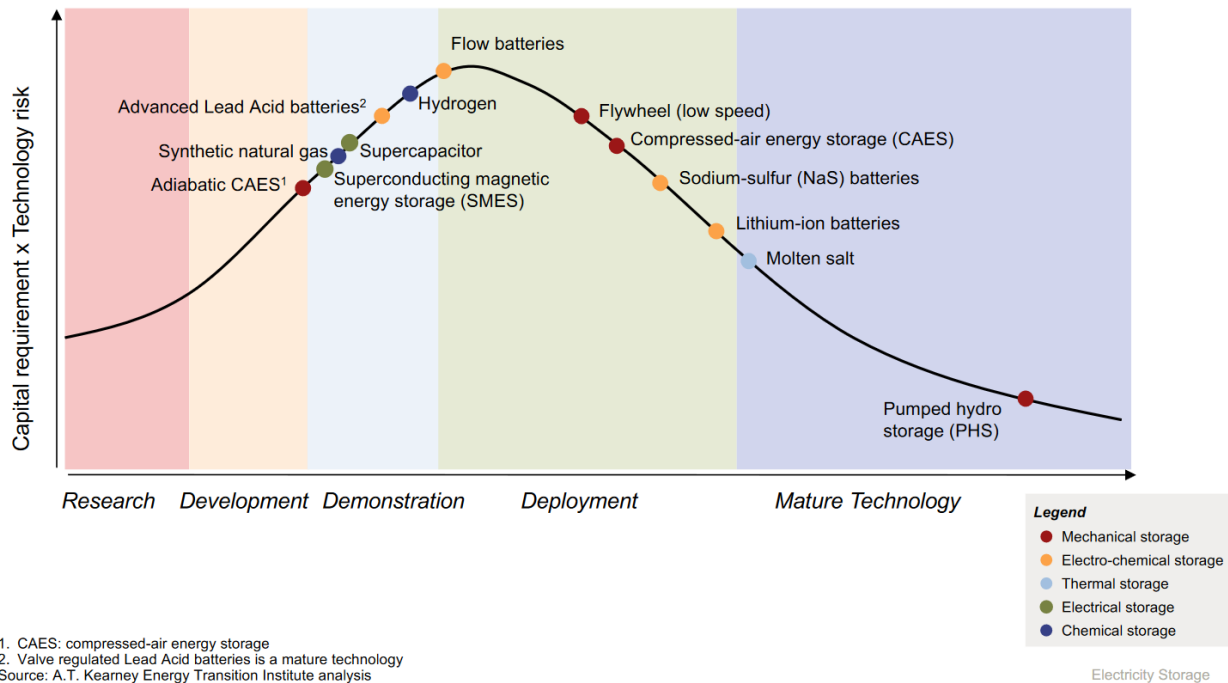 Capital requirement x Technology risk
Flow batteries
Advanced Lead Acid batteries2
Hydrogen
Flywheel (low speed)
Compressed-air energy storage (CAES)
Synthetic natural gas
Supercapacitor
Adiabatic CAES1
Superconducting magnetic
energy storage (SMES)
Sodium-sulfur (NaS) batteries
Lithium-ion batteries
Molten salt
Pumped hydro
storage (PHS)
Research
Development
Demonstration
Deployment
Mature Technology
Legend
Mechanical storage
Electro-chemical storage
Thermal storage
Electrical storage
Chemical storage
1. CAES: compressed-air energy storage
2. Valve regulated Lead Acid batteries is a mature technology
Source: A.T. Kearney Energy Transition Institute analysis
Electricity Storage